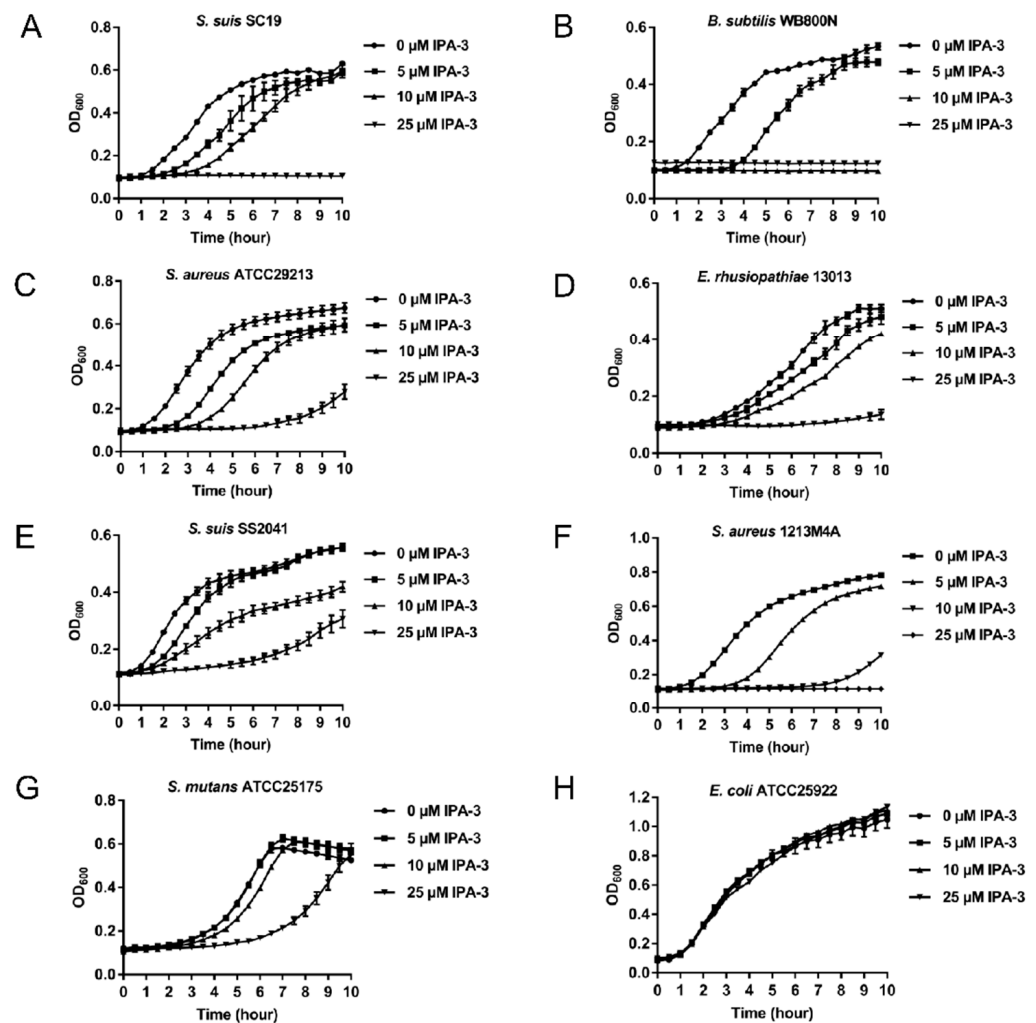 A
S. suis SC19
OD600
0.8
0.6
0.4
0.2
0.0
0 1 2 3 4 5 6 7 8 9 10
Time (hour)
0 µM IPA-3
5 µM IPA-3
10 µM IPA-3
25 µM IPA-3
B
B. subtilis WB800N
OD600
0.6
0.4
0.2
0.0
0 1 2 3 4 5 6 7 8 9 10
Time (hour)
0 µM IPA-3
5 µM IPA-3
10 µM IPA-3
25 µM IPA-3
C
S. aureus ATCC29213
OD600
0.8
0.6
0.4
0.2
0.0
0 1 2 3 4 5 6 7 8 9 10
Time (hour)
0 µM IPA-3
5 µM IPA-3
10 µM IPA-3
25 µM IPA-3
D
E. rhusiopathiae 13013
OD600
0.6
0.4
0.2
0.0
0 1 2 3 4 5 6 7 8 9 10
Time (hour)
0 µM IPA-3
5 µM IPA-3
10 µM IPA-3
25 µM IPA-3
E
S. suis SS2041
OD600
0.6
0.4
0.2
0.0
0 1 2 3 4 5 6 7 8 9 10
Time (hour)
0 µM IPA-3
5 µM IPA-3
10 µM IPA-3
25 µM IPA-3
F
S. aureus 1213M4A
OD600
1.0
0.8
0.6
0.4
0.2
0.0
0 1 2 3 4 5 6 7 8 9 10
Time (hour)
0 µM IPA-3
5 µM IPA-3
10 µM IPA-3
25 µM IPA-3
G
S. mutans ATCC25175
OD600
0.8
0.6
0.4
0.2
0.0
0 1 2 3 4 5 6 7 8 9 10
Time (hour)
0 µM IPA-3
5 µM IPA-3
10 µM IPA-3
25 µM IPA-3
H
E. coli ATCC25922
OD600
1.2
1.0
0.8
0.6
0.4
0.2
0.0
0 1 2 3 4 5 6 7 8 9 10
Time (hour)
0 µM IPA-3
5 µM IPA-3
10 µM IPA-3
25 µM IPA-3